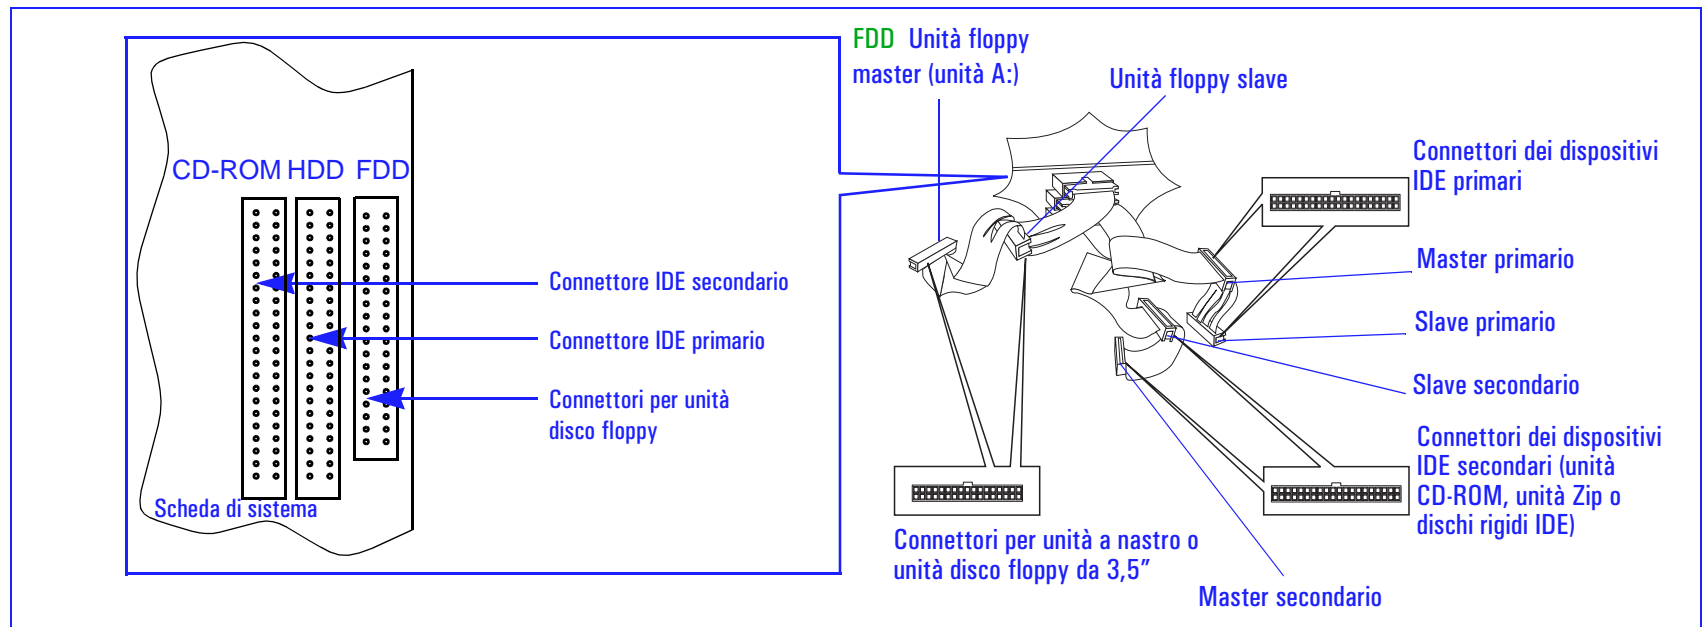 CD-ROM HDD FDD
Connettore IDE secondario
Connettore IDE primario
Connettori per unità
disco floppy
Scheda di sistema
FDD Unità floppy
master (unità A:)
Unità floppy slave
Connettori dei dispositivi
IDE primari
Master primario
Slave primario
Slave secondario
Connettori dei dispositivi
IDE secondari (unità
CD-ROM, unità Zip o
dischi rigidi IDE)
Connettori per unità a nastro o
unità disco floppy da 3,5”
Master secondario